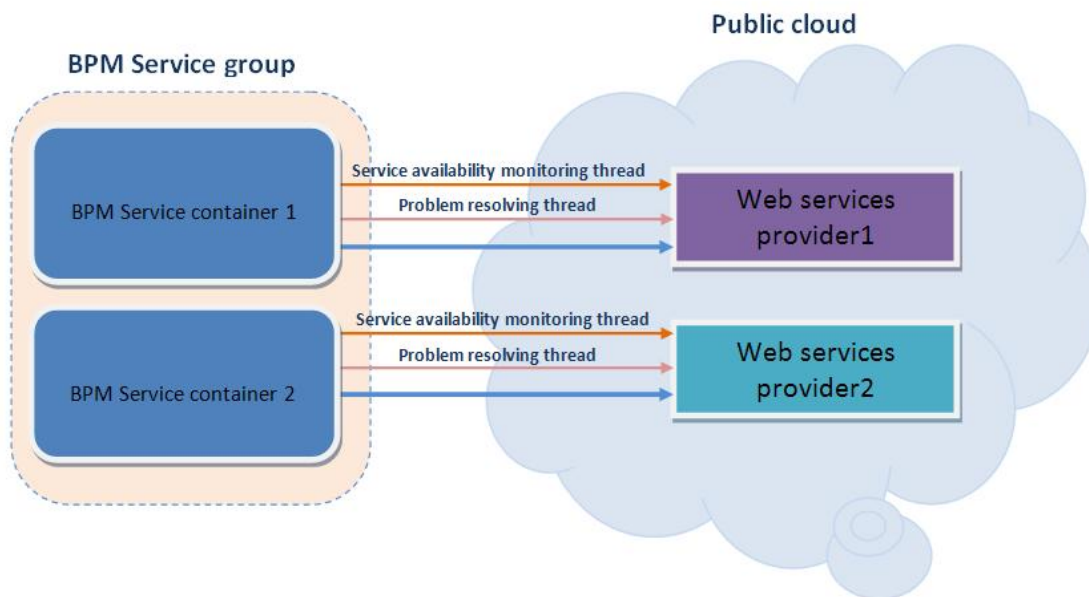 Public cloud
BPM Service group
Service availability monitoring thread
BPM Service container 1
Problem resolving thread
Web services
provider1
Service availability monitoring thread
BPM Service container 2
Problem resolving thread
Web services
provider2